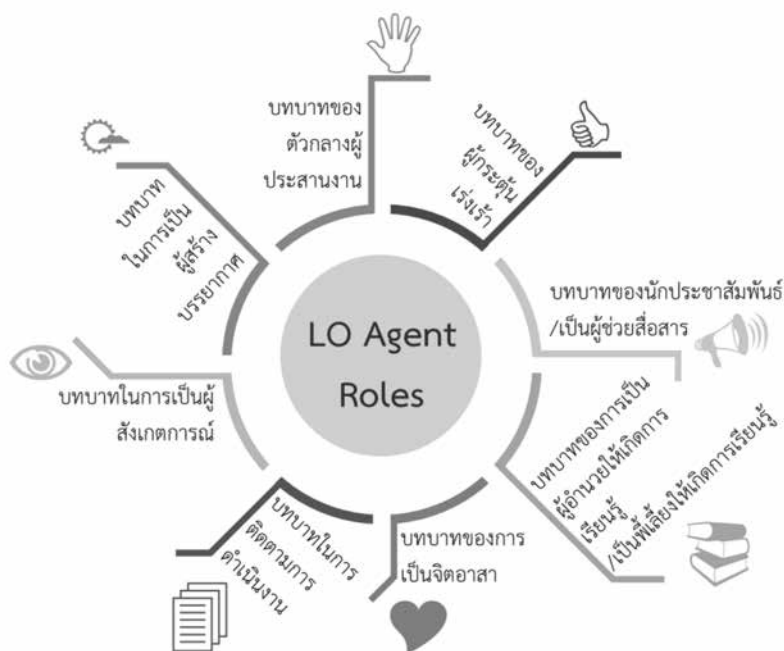 บทบาทของ
ตัวกลางผู้
ประสานงาน
บทบาทของ
ผู้กระตุ้น
เร่งเร้า
บทบาทของนักประชาสัมพันธ์
/เป็นผู้ช่วยสื่อสาร
บทบาทของการเป็น
ผู้อำนวยให้เกิดการ
เรียนรู้
/เป็นพี้เลี้ยงให้เกิดการเรียนรู้
บทบาทของการ
เป็นจิตอาสา
บทบาทในการ
ติดตามการ
ดำเนินงาน
บทบาทในการเป็นผู้
สังเกตการณ์
บทบาท
ในการเป็น
ผู้สร้าง
บรรยากาศ
LO Agent
Roles